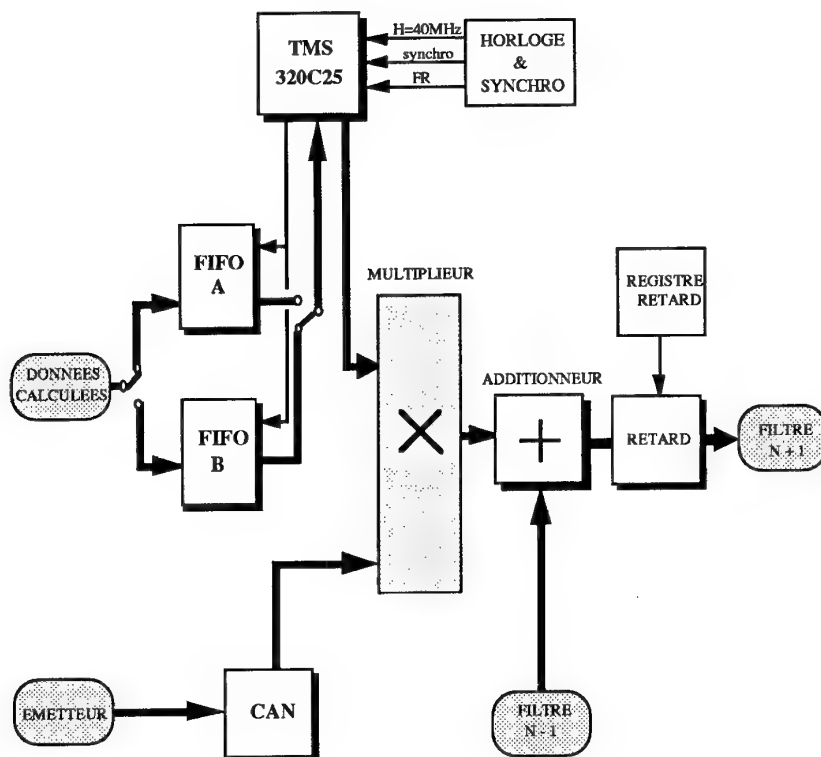 TMS
320C25
H=40MHz
synchro
FR
HORLOGE
&
SYNCHRO
FIFO
A
MULTIPLIEUR
REGISTRE
RETARD
DONNEES
CALCULEES
FIFO
B
ADDITIONNEUR
RETARD
FILTRE
N + 1
EMETTEUR
CAN
FILTRE
N - 1